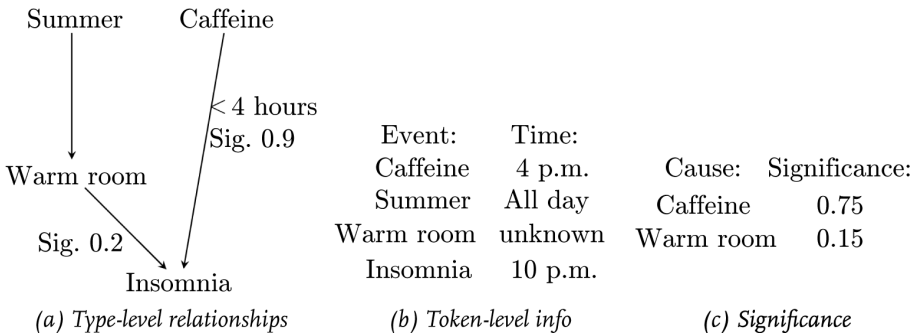 Summer Caffeine
< 4 hours
Sig. 0.9
Warm room
Sig. 0.2
Insomnia
(a) Type-level relationships
Event: Time:
Caffeine 4 p.m.
Summer All day
Warm room unknown
Insomnia 10 p.m.
(b) Token-level info
Cause: Significance:
Caffeine 0.75
Warm room 0.15
(c) Significance